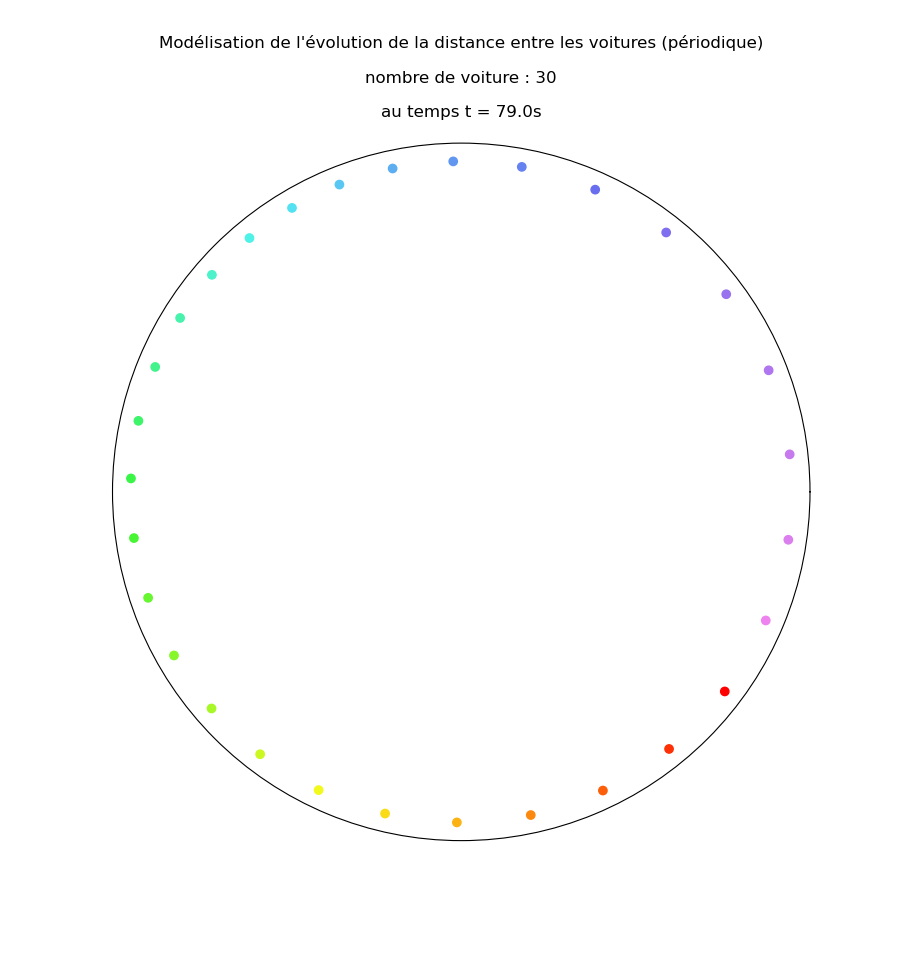 Modélisation de l'évolution de la distance entre les voitures (périodique)
nombre de voiture : 30
au temps t = 79.0s